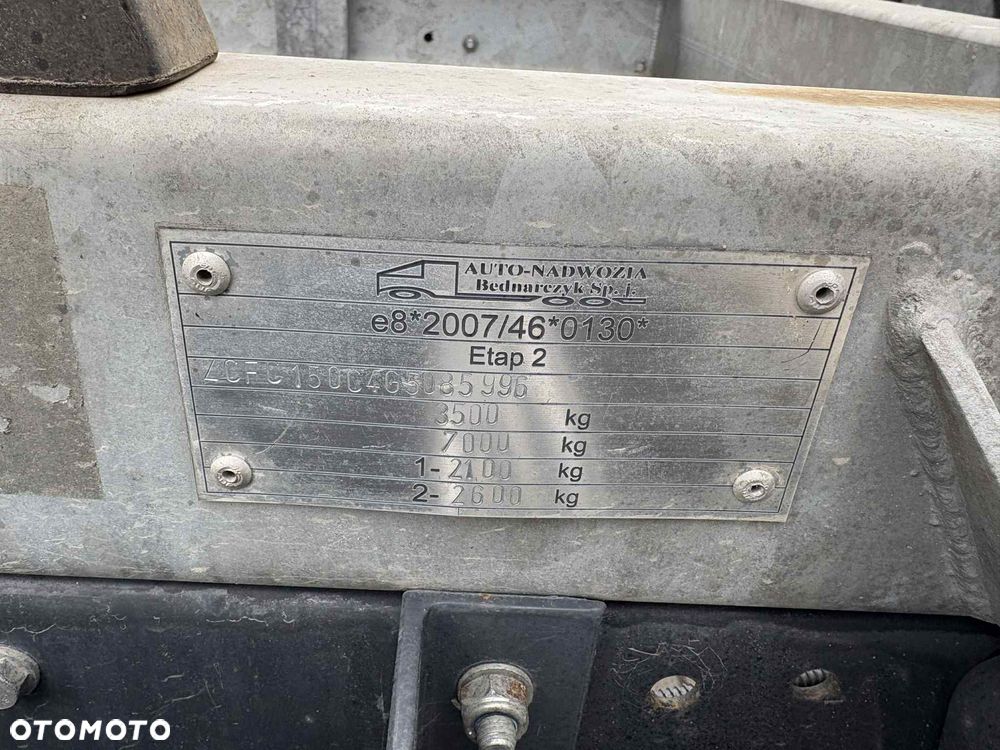 AUTO-NADWOZIA
Bednarczyk Sp. j.
e8*2007/46*0130*
Etap 2
ZCFC150C4G5085996
3500 kg
7000 kg
1- 2100 kg
2- 2600 kg
OTOMOTO